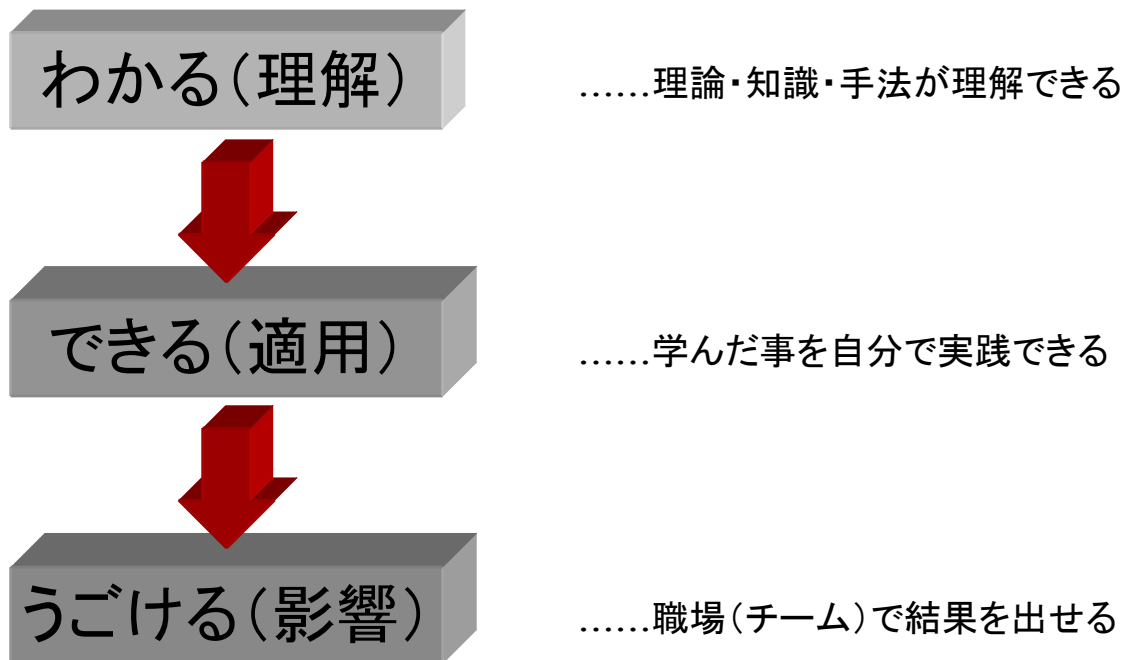 わかる(理解)
……理論・知識・手法が理解できる
できる(適用)
……学んだ事を自分で実践できる
うごける(影響)
……職場(チーム)で結果を出せる